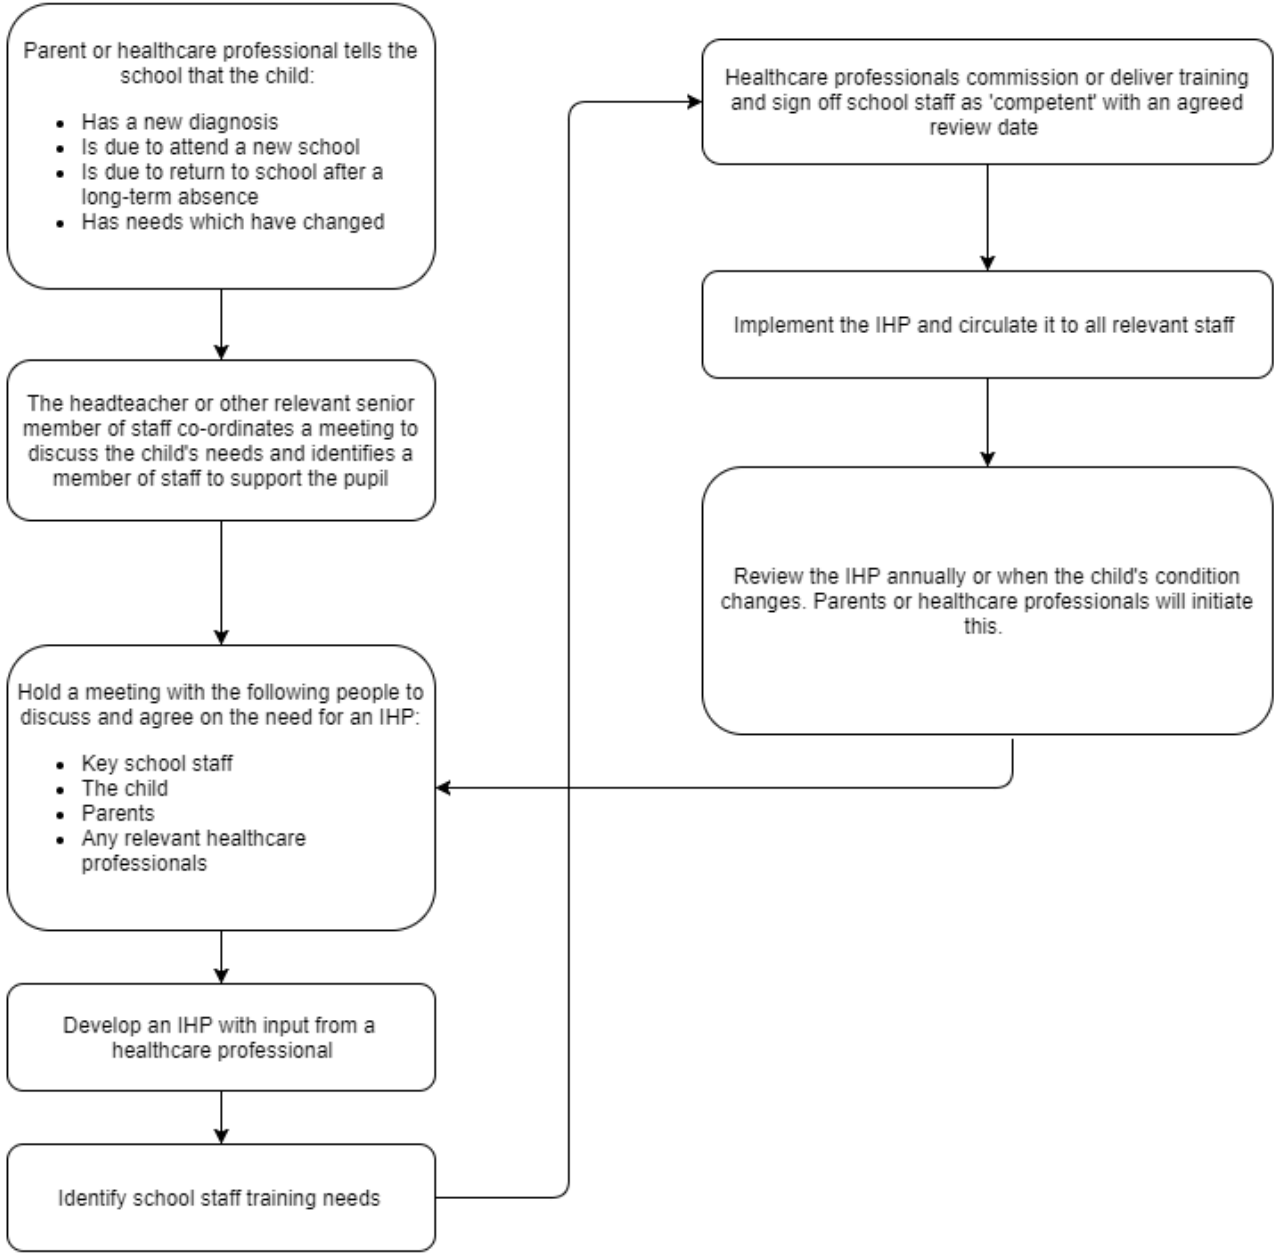 Parent or healthcare professional tells the
school that the child:
• Has a new diagnosis
• Is due to attend a new school
• Is due to return to school after a
long-term absence
• Has needs which have changed
The headteacher or other relevant senior
member of staff co-ordinates a meeting to
discuss the child's needs and identifies a
member of staff to support the pupil
Hold a meeting with the following people to
discuss and agree on the need for an IHP:
• Key school staff
• The child
• Parents
• Any relevant healthcare
professionals
Develop an IHP with input from a
healthcare professional
Identify school staff training needs
Healthcare professionals commission or deliver training
and sign off school staff as 'competent' with an agreed
review date
Implement the IHP and circulate it to all relevant staff
Review the IHP annually or when the child's condition
changes. Parents or healthcare professionals will initiate
this.